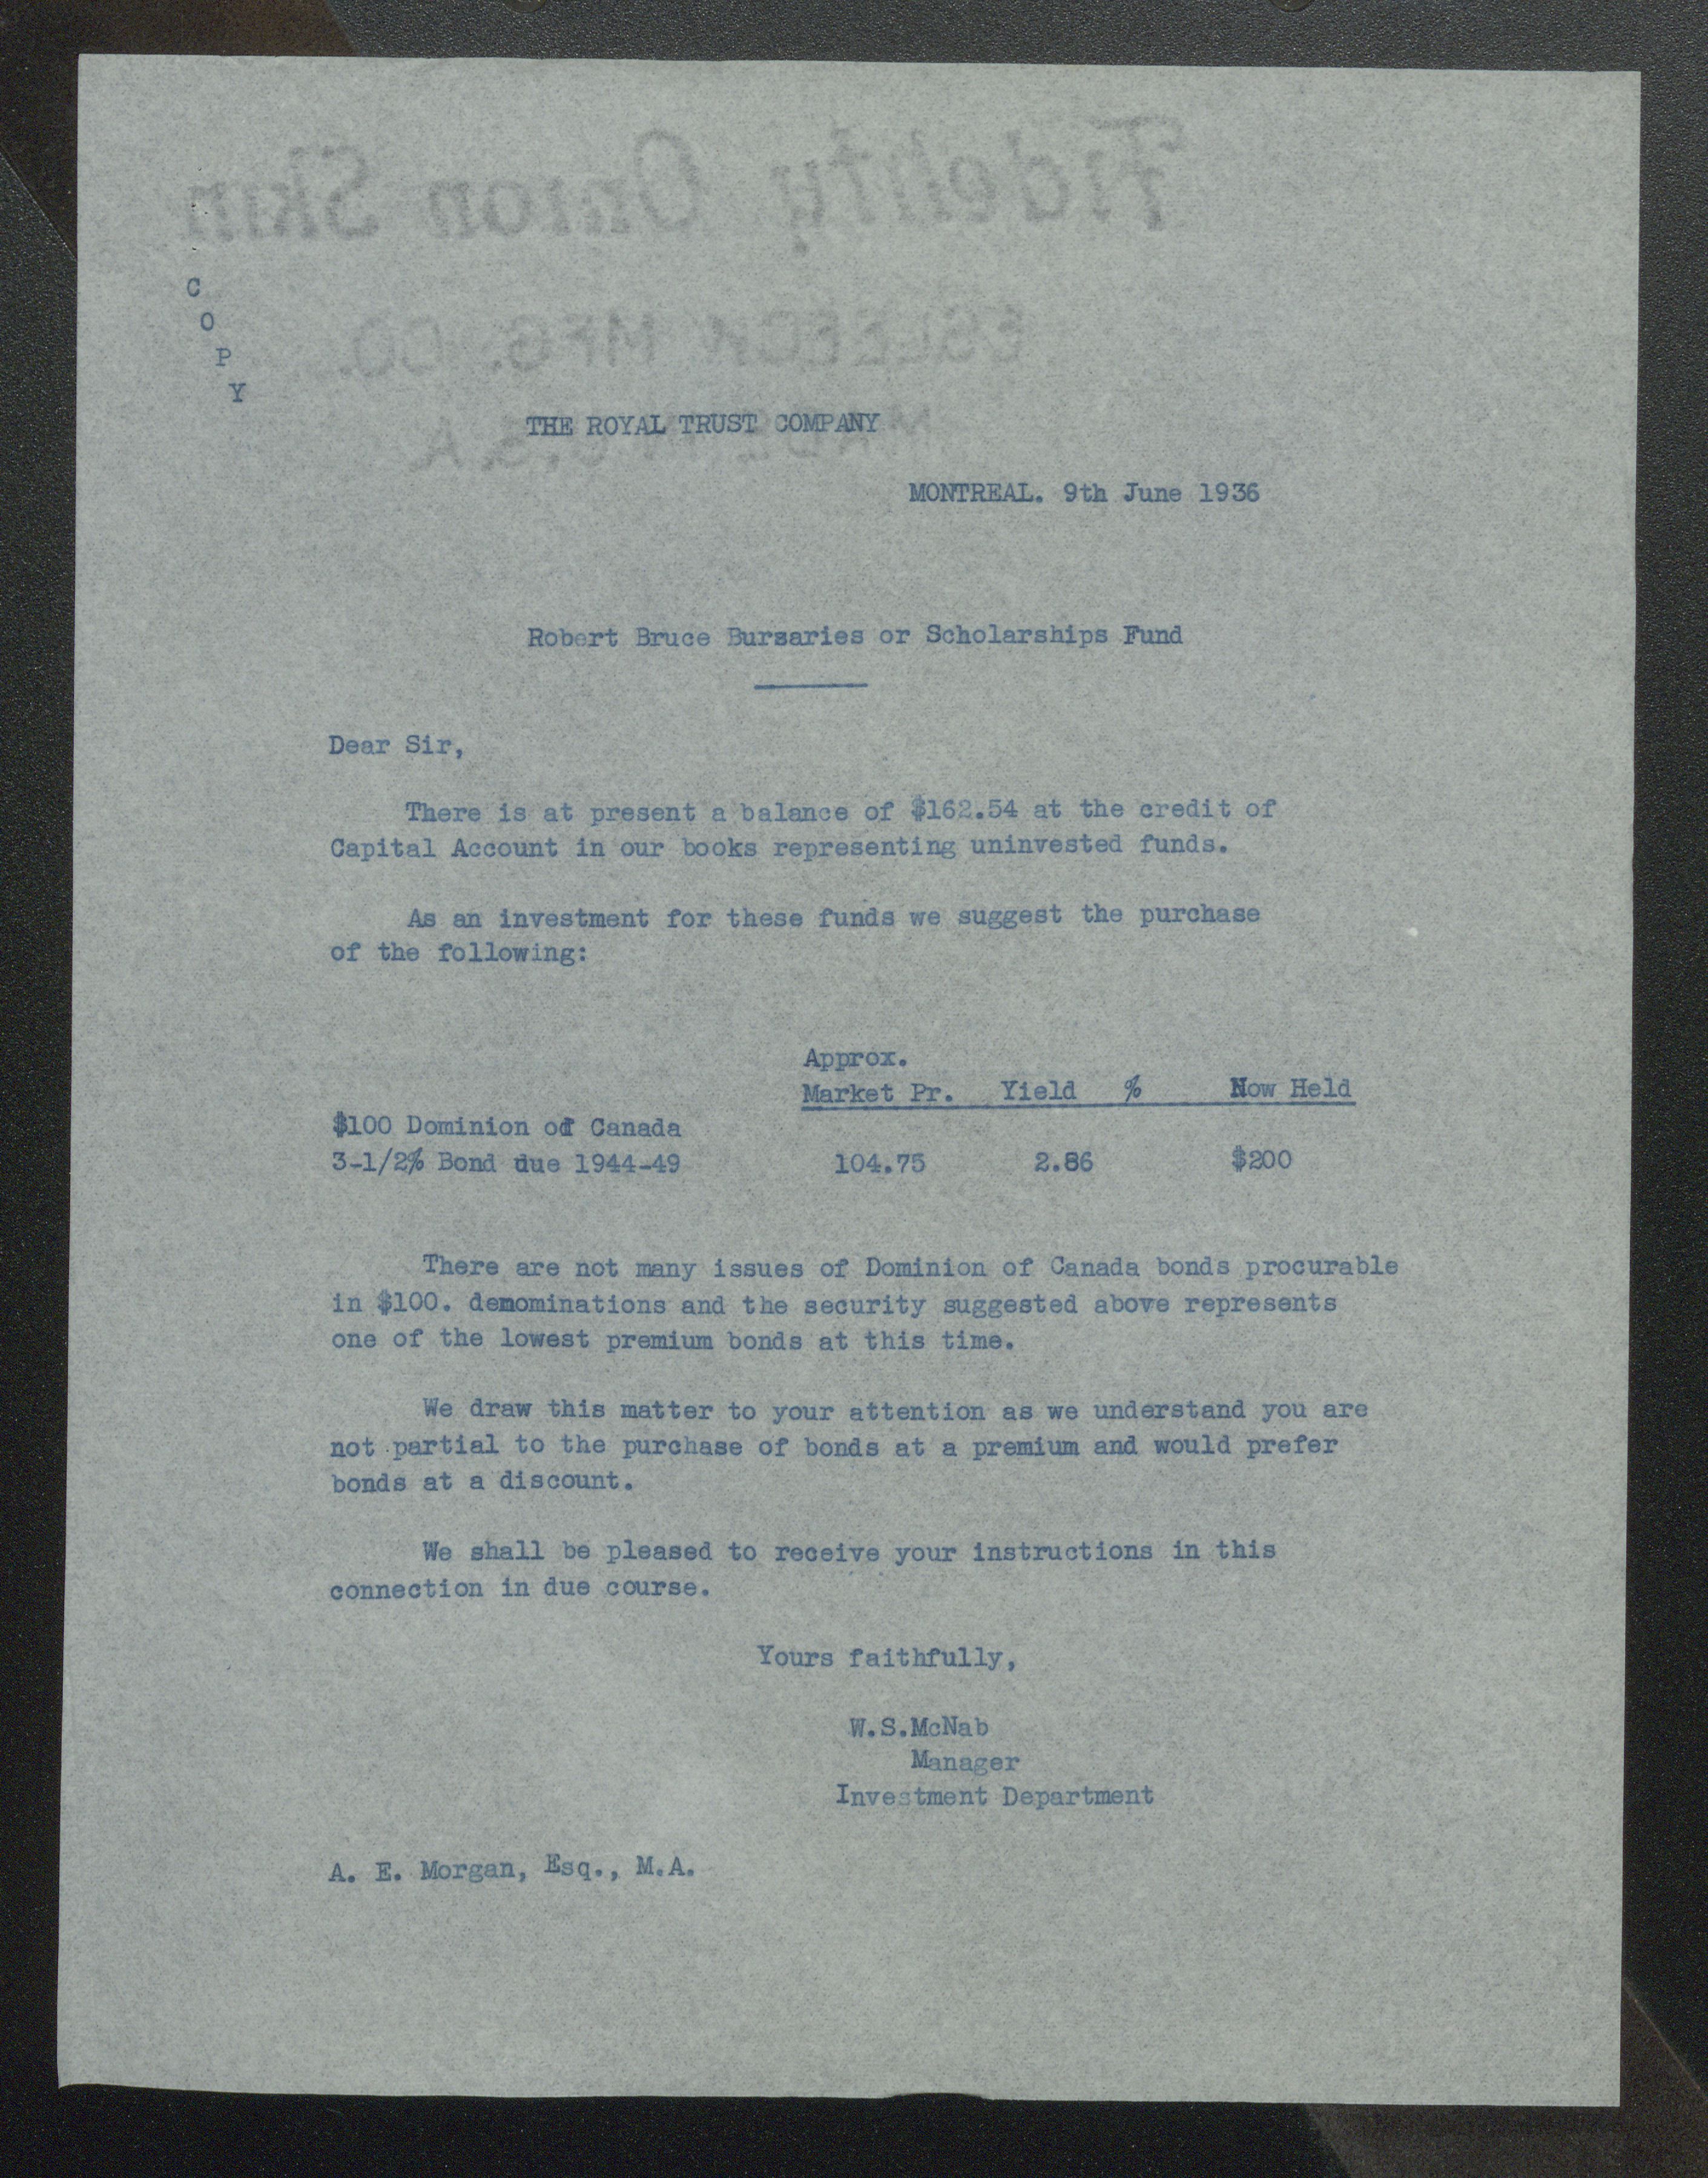 Fidelity Onion Skin
ESLEECK MFG. CO.
U.S.A.
C
O
P
Y
THE ROYAL TRUST COMPANY
MONTREAL. 9th June 1936
Robert Bruce Bursaries or Scholarships Fund
Dear Sir,
There is at present a balance of $162.54 at the credit of
Capital Account in our books representing uninvested funds.
As an investment for these funds we suggest the purchase
of the following:
Approx.
Market Pr. Yield % Now Held
$100 Dominion of Canada
3-1/2% Bond due 1944-49 104.75 2.86 $200
There are not many issues of Dominion of Canada bonds procurable
in $100. denominations and the security suggested above represents
one of the lowest premium bonds at this time.
We draw this matter to your attention as we understand you are
not partial to the purchase of bonds at a premium and would prefer
bonds at a discount.
We shall be pleased to receive your instructions in this
connection in due course.
Yours faithfully,
W.S.McNab
Manager
Investment Department
A. E. Morgan, Esq., M.A.